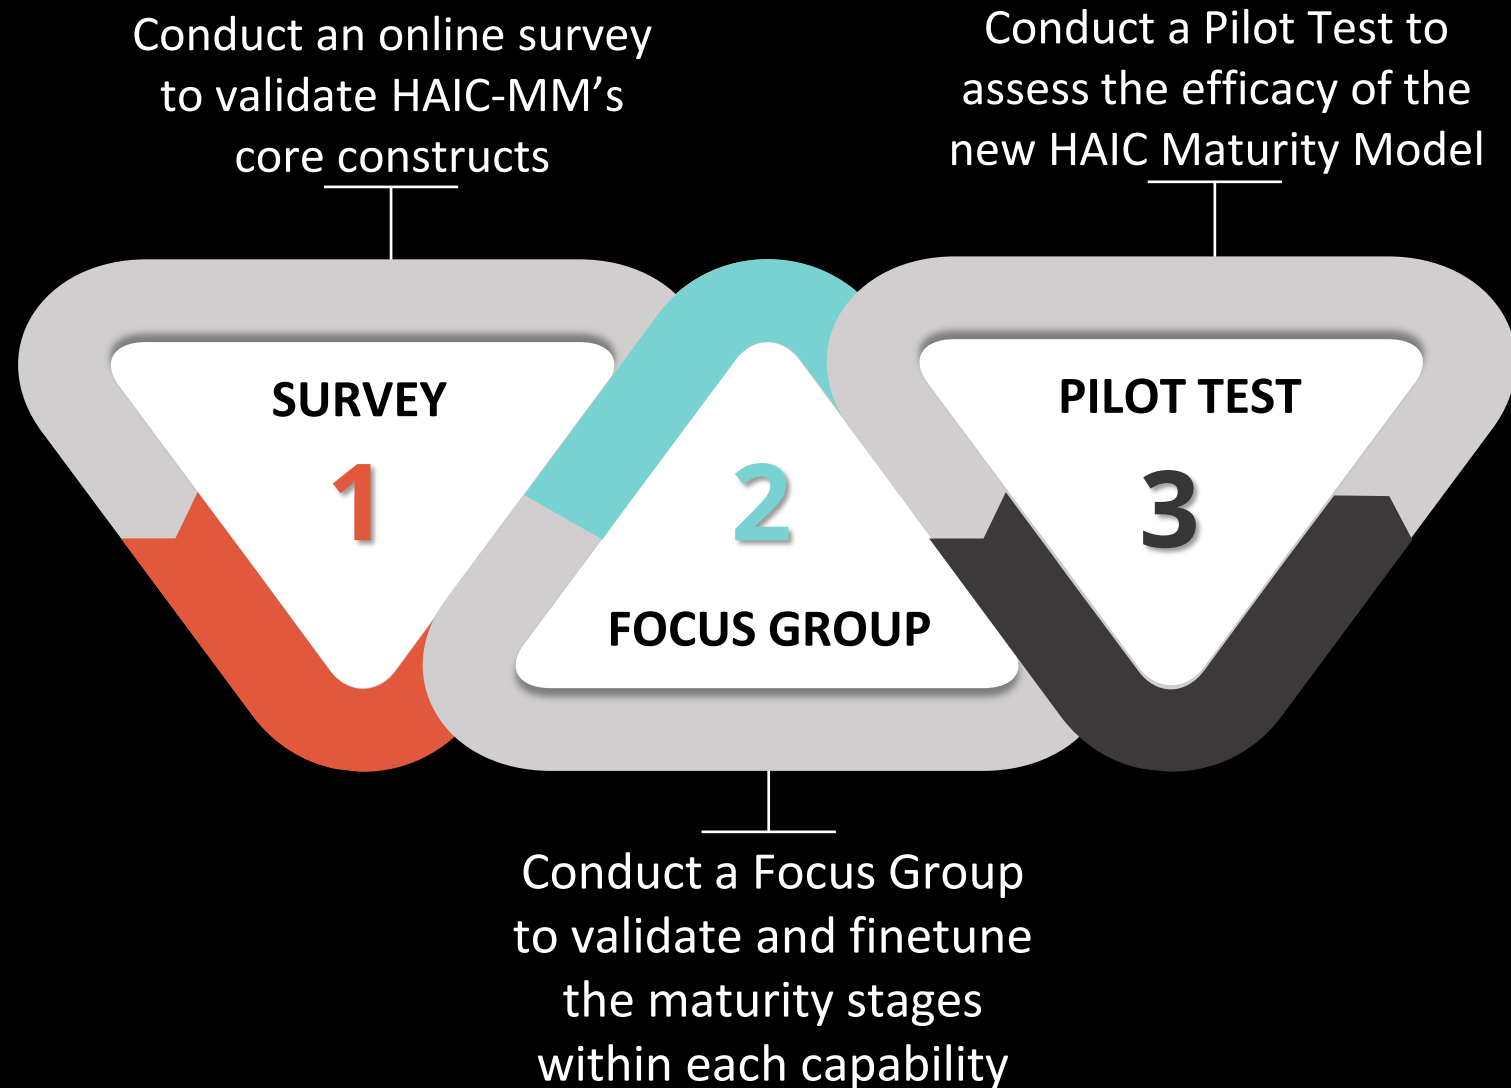 Conduct an online survey
to validate HAIC-MM’s
core constructs
Conduct a Pilot Test to
assess the efficacy of the
new HAIC Maturity Model
SURVEY
1
2
FOCUS GROUP
PILOT TEST
3
Conduct a Focus Group
to validate and finetune
the maturity stages
within each capability